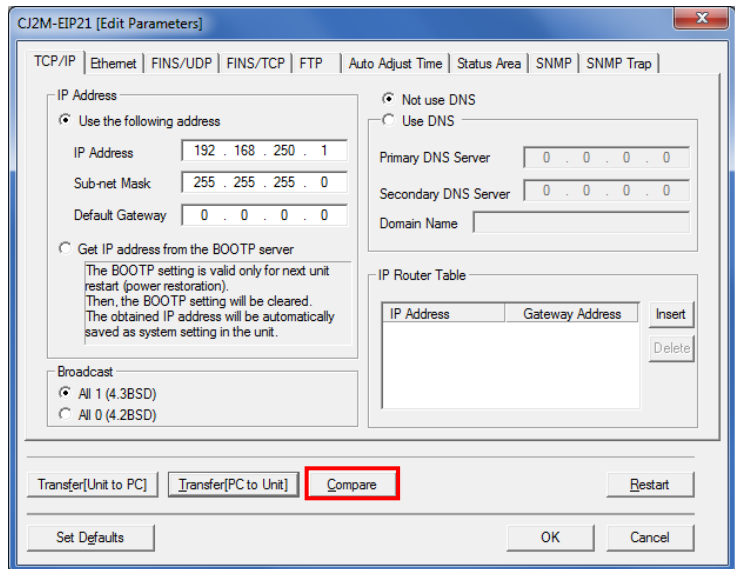 CJ2M-EIP21 [Edit Parameters]
TCP/IP Ethernet FINS/UDP FINS/TCP FTP Auto Adjust Time Status Area SNMP SNMP Trap
IP Address
Use the following address
IP Address 192 . 168 . 250 . 1
Sub-net Mask 255 . 255 . 255 . 0
Default Gateway 0 . 0 . 0 . 0
Get IP address from the BOOTP server
The BOOTP setting is valid only for next unit
restart (power restoration).
Then, the BOOTP setting will be cleared.
The obtained IP address will be automatically
saved as system setting in the unit.
Broadcast
All 1 (4.3BSD)
All 0 (4.2BSD)
Not use DNS
Use DNS
Primary DNS Server 0 . 0 . 0 . 0
Secondary DNS Server 0 . 0 . 0 . 0
Domain Name
IP Router Table
IP Address Gateway Address Insert
Delete
Transfer[Unit to PC] Transfer[PC to Unit] Compare Restart
Set Defaults OK Cancel